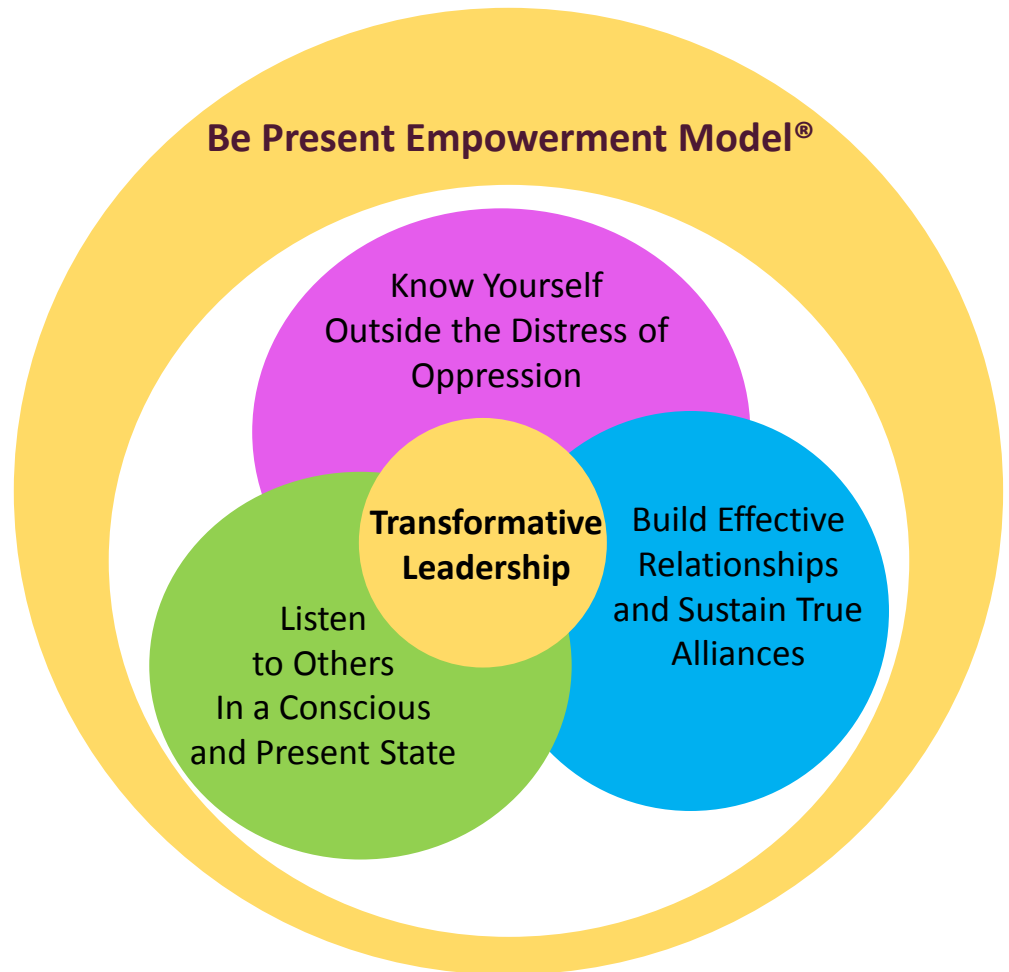 Be Present Empowerment Model®
Know Yourself
Outside the Distress of
Oppression
Transformative
Leadership
Build Effective
Relationships
and Sustain True
Alliances
Listen
to Others
In a Conscious
and Present State